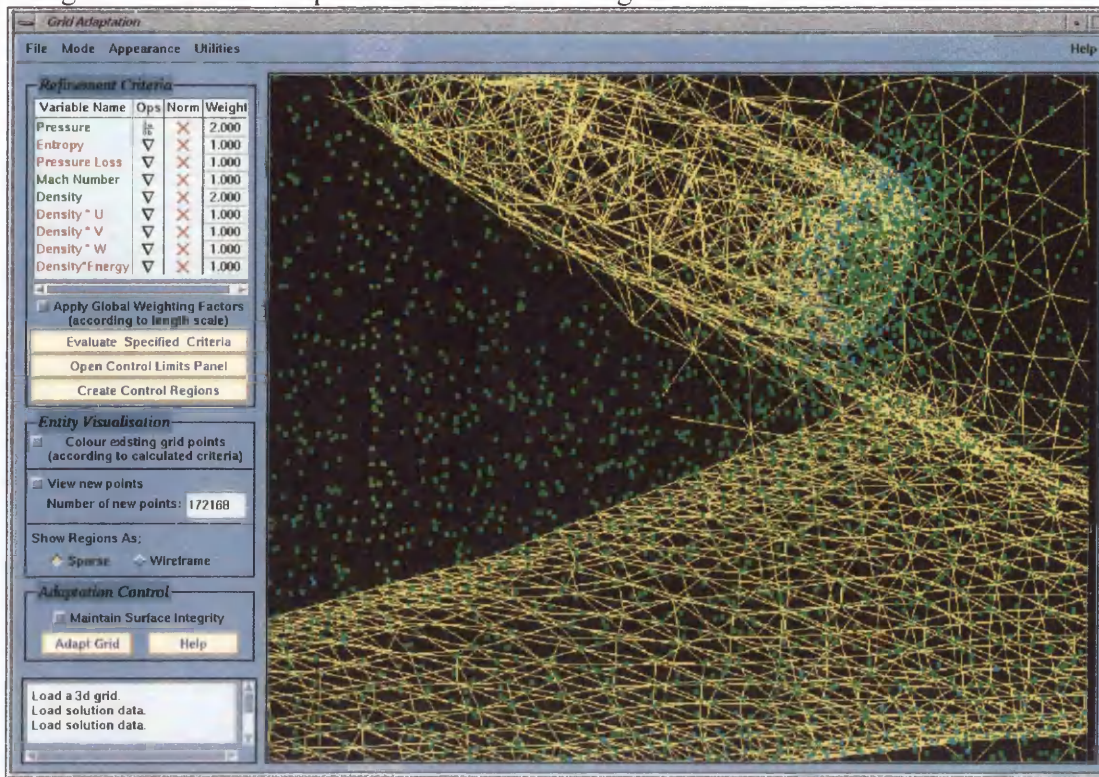 Grid Adaptation
File Mode Appearance Utilities Help
Refinement Criteria
Variable Name Ops Norm Weight
Pressure 2.000
Entropy 1.000
Pressure Loss 1.000
Mach Number 1.000
Density 2.000
Density * U 1.000
Density * V 1.000
Density * W 1.000
Density*Energy 1.000
Apply Global Weighting Factors
(according to length scale)
Evaluate Specified Criteria
Open Control Limits Panel
Create Control Regions
Entity Visualisation
Colour existing grid points
(according to calculated criteria)
View new points
Number of new points: 172168
Show Regions As:
Sparse Wireframe
Adaptation Control
Maintain Surface Integrity
Adapt Grid Help
Load a 3d grid.
Load solution data.
Load solution data.